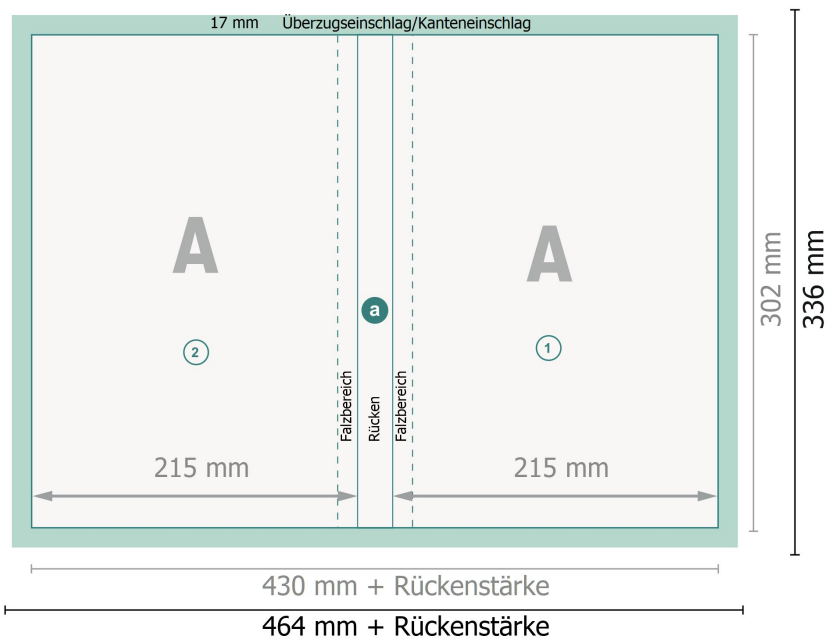 17 mm Überzugseinschlag/Kanteneinschlag
A
A
a
2
1
302 mm
336 mm
Falzbereich
Rücken
Falzbereich
215 mm
215 mm
430 mm + Rückenstärke
464 mm + Rückenstärke